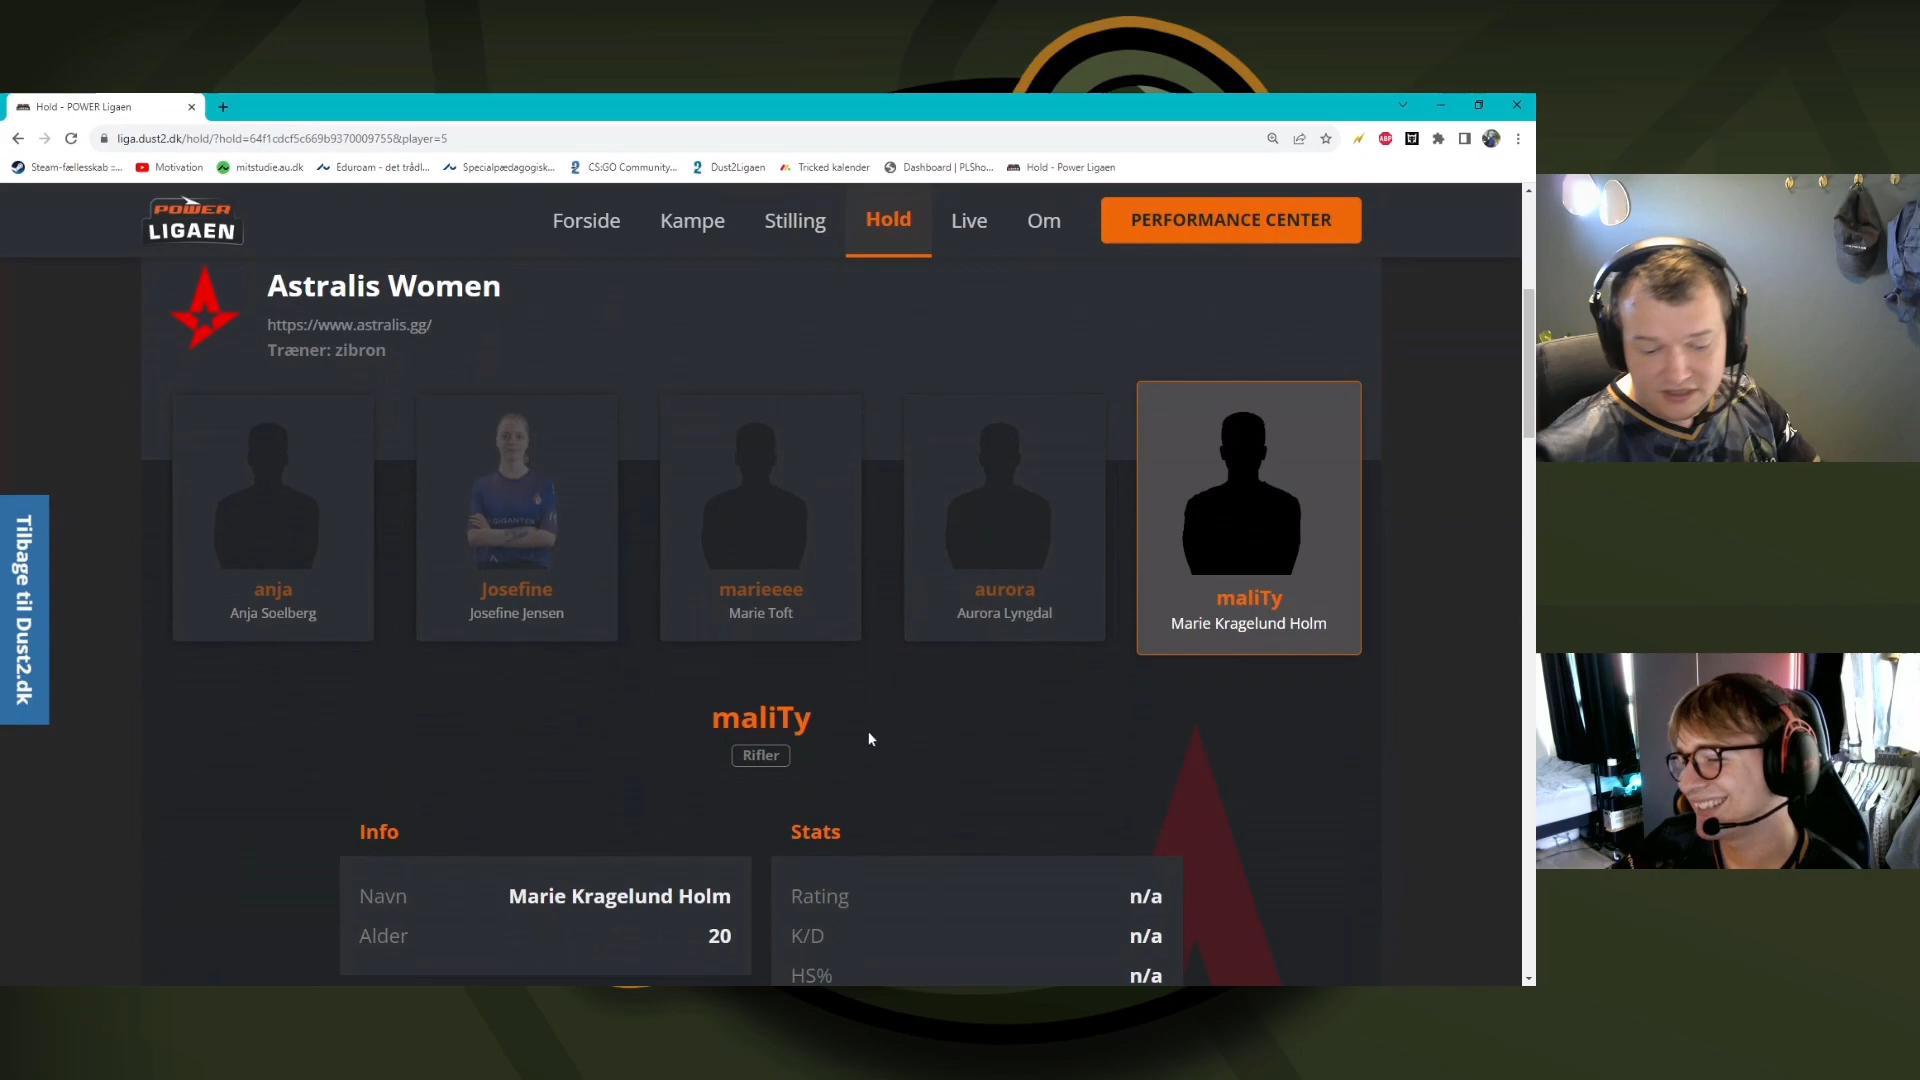 Hold - POWER Ligaen
liga.dust2.dk/hold/?hold=64f1cdcf5c669b9370009755&player=5
Steam-fællesskab ::...
Motivation
mitstudie.au.dk
Eduroam - det trådl...
Specialpædagogisk...
CS:GO Community...
Dust2Ligaen
Tricked kalender
Dashboard | PLSho...
Hold - Power Ligaen
POWER
LIGAEN
Forside
Kampe
Stilling
Hold
Live
Om
PERFORMANCE CENTER
Astralis Women
https://www.astralis.gg/
Træner: zibron
GIGANTEN
anja
Anja Soelberg
Josefine
Josefine Jensen
marieeee
Marie Toft
aurora
Aurora Lyngdal
maliTy
Marie Kragelund Holm
Tilbage til Dust2.dk
maliTy
Rifler
Info
Navn Marie Kragelund Holm
Alder 20
Stats
Rating n/a
K/D n/a
HS% n/a